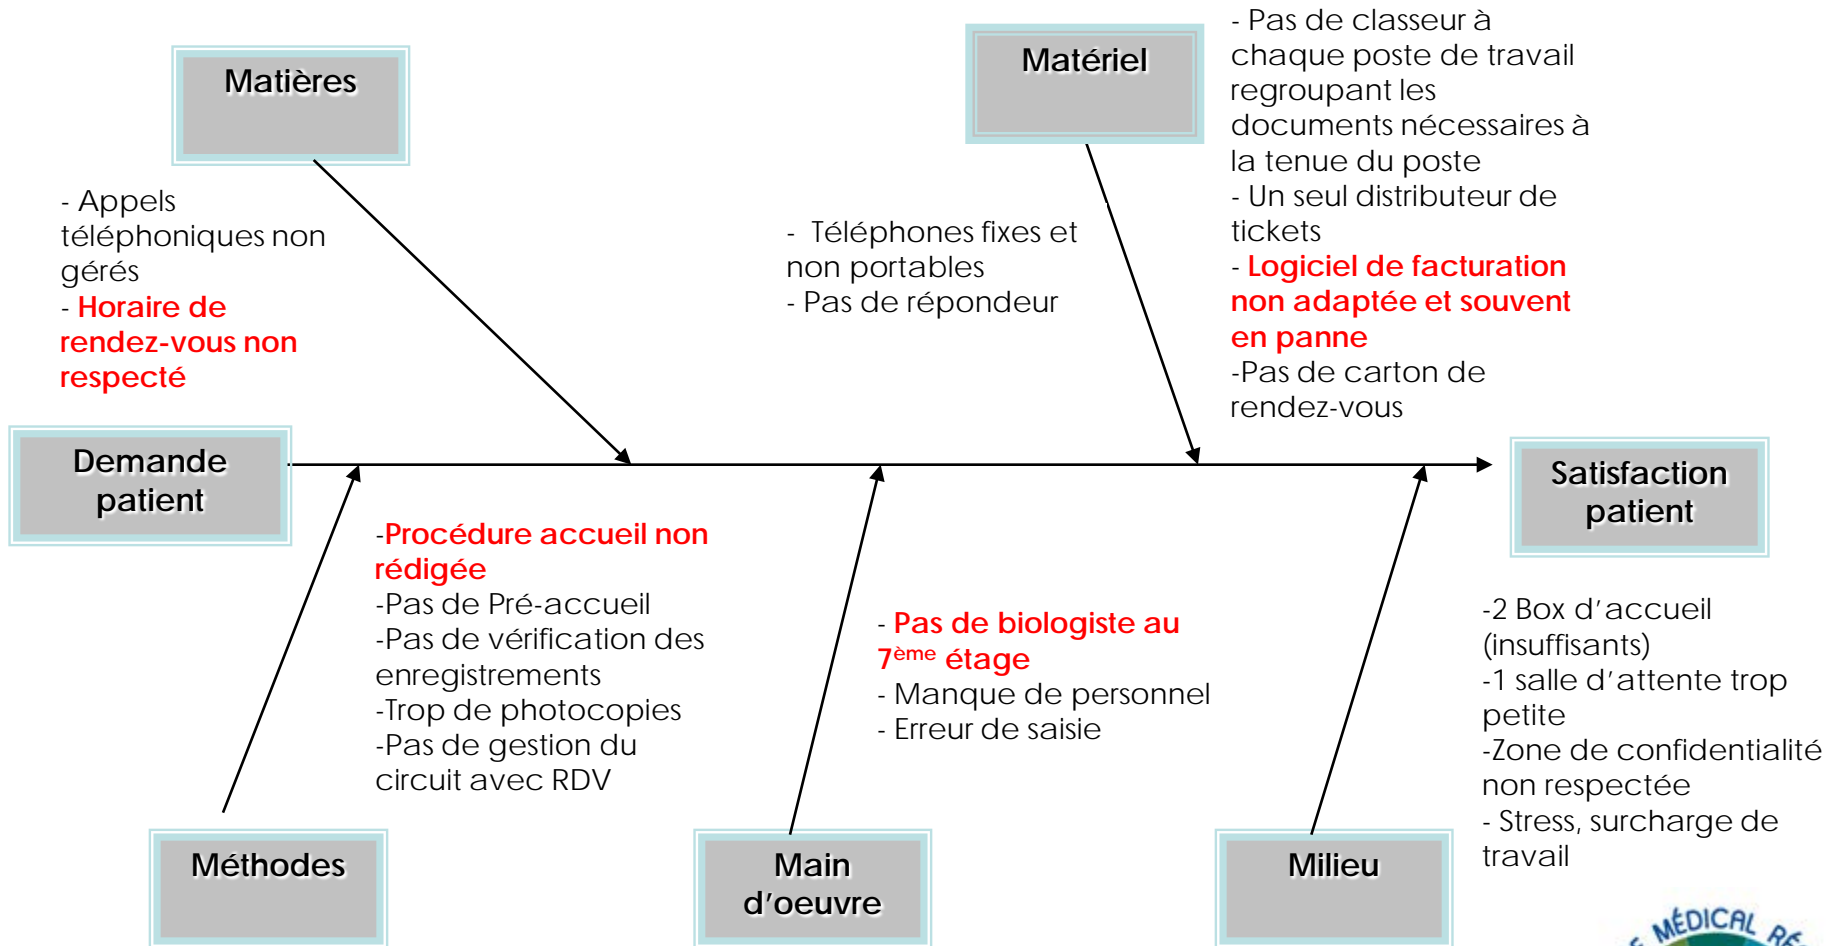 Matières
Matériel
- Pas de classeur à
chaque poste de travail
regroupant les
documents nécessaires à
la tenue du poste
- Un seul distributeur de
tickets
- Logiciel de facturation
non adaptée et souvent
en panne
-Pas de carton de
rendez-vous
- Appels
téléphoniques non
gérés
- Horaire de
rendez-vous non
respecté
- Téléphones fixes et
non portables
- Pas de répondeur
Demande
patient
Satisfaction
patient
-Procédure accueil non
rédigée
-Pas de Pré-accueil
-Pas de vérification des
enregistrements
-Trop de photocopies
-Pas de gestion du
circuit avec RDV
- Pas de biologiste au
7ème étage
- Manque de personnel
- Erreur de saisie
-2 Box d'accueil
(insuffisants)
-1 salle d'attente trop
petite
-Zone de confidentialité
non respectée
- Stress, surcharge de
travail
Méthodes
Main
d'oeuvre
Milieu
MÉDICAL